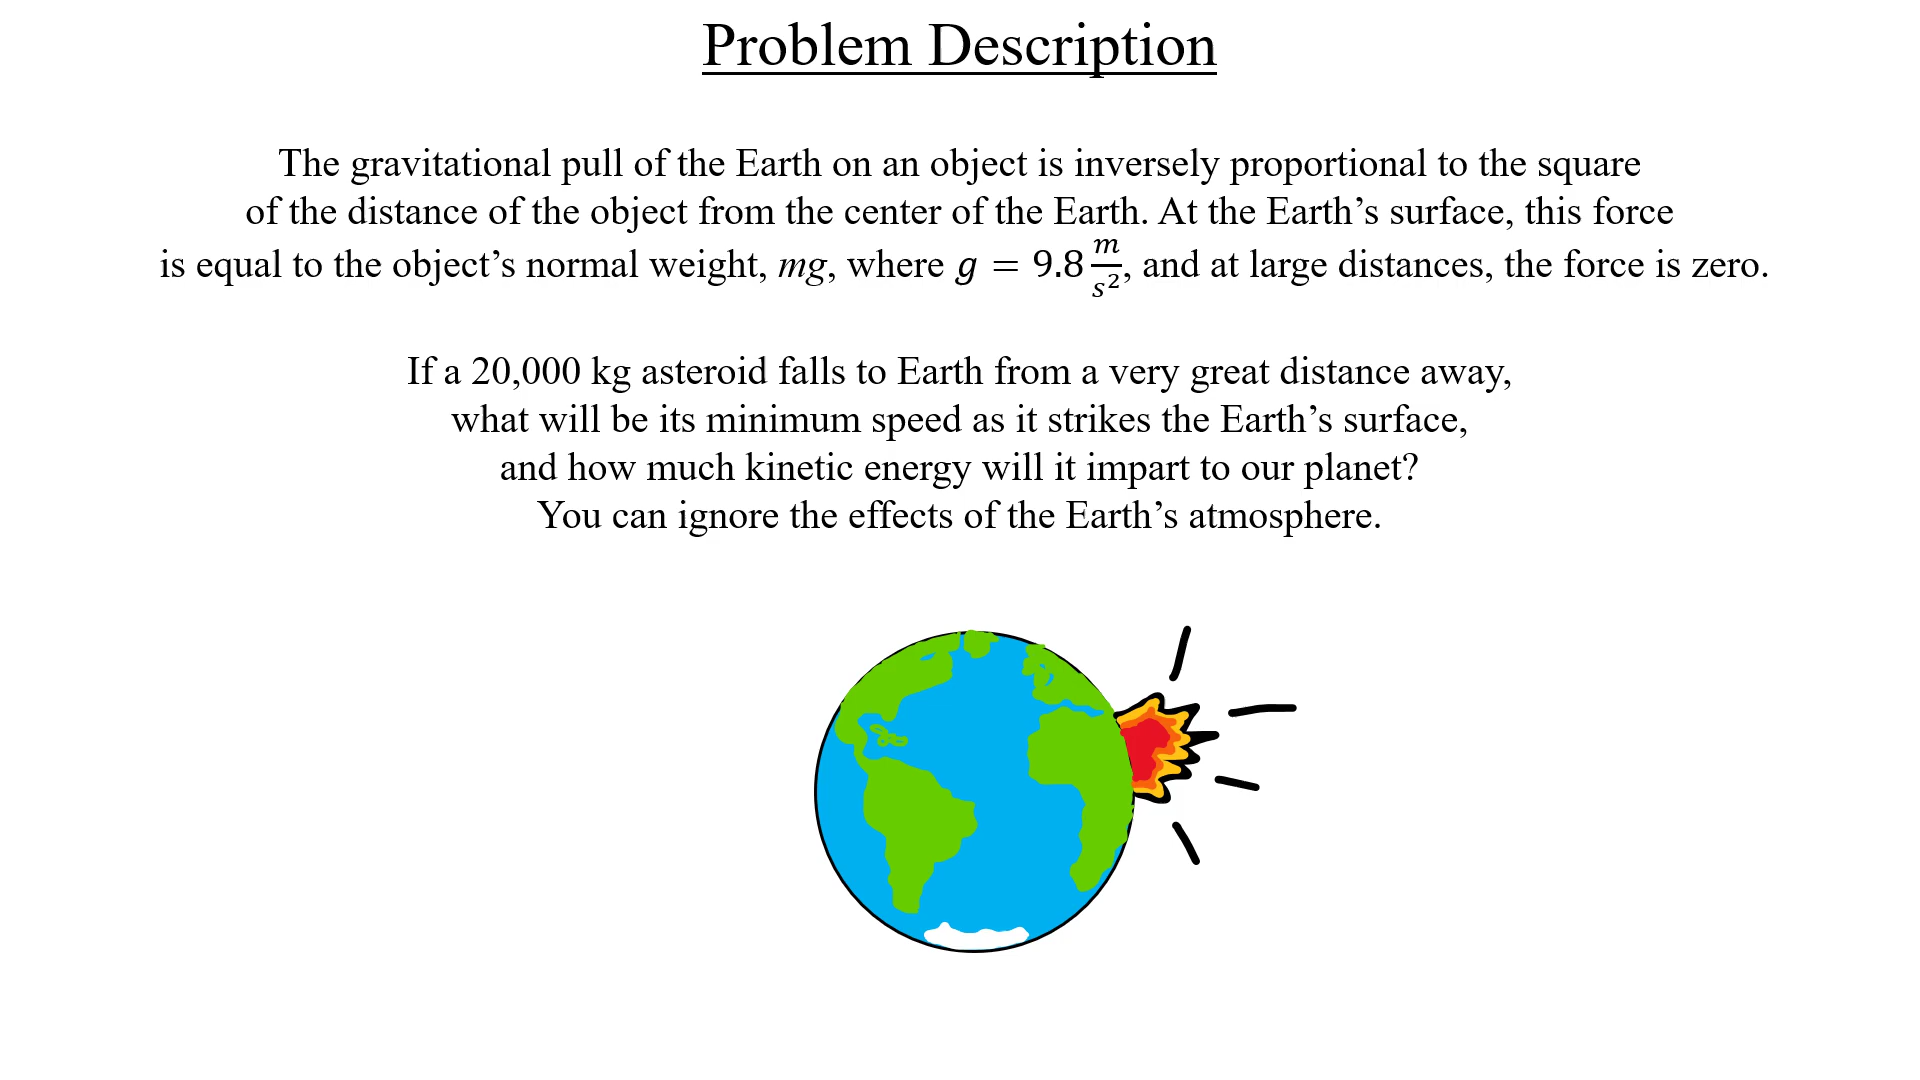 Problem Description
The gravitational pull of the Earth on an object is inversely proportional to the square
of the distance of the object from the center of the Earth. At the Earth’s surface, this force
is equal to the object’s normal weight, mg, where g = 9.8 m/s², and at large distances, the force is zero.
If a 20,000 kg asteroid falls to Earth from a very great distance away,
what will be its minimum speed as it strikes the Earth’s surface,
and how much kinetic energy will it impart to our planet?
You can ignore the effects of the Earth’s atmosphere.